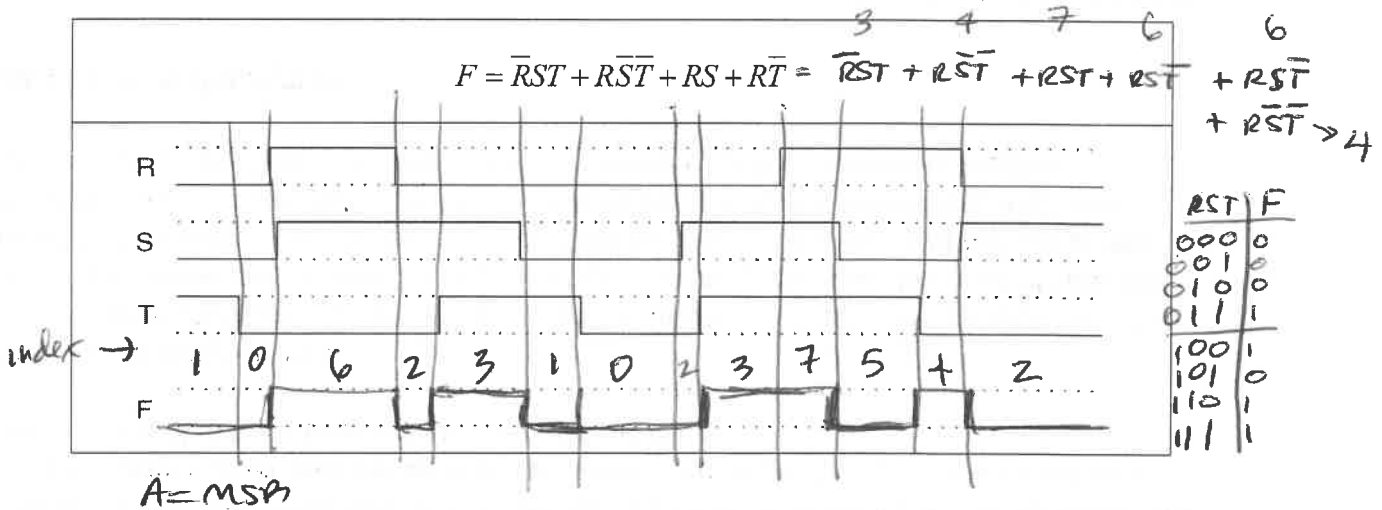 3 4 7 6 6
F = R̅ST + RS̅T̅ + RS + RT̅ = R̅ST + RS̅T̅ + RST + RST̅ + RST̅
+ RS̅T̅ → 4
R
S
T
index → 1 0 6 2 3 1 0 2 3 7 5 4 2
F
A = MSB
RST F
000 0
001 0
010 0
011 1
100 1
101 0
110 1
111 1